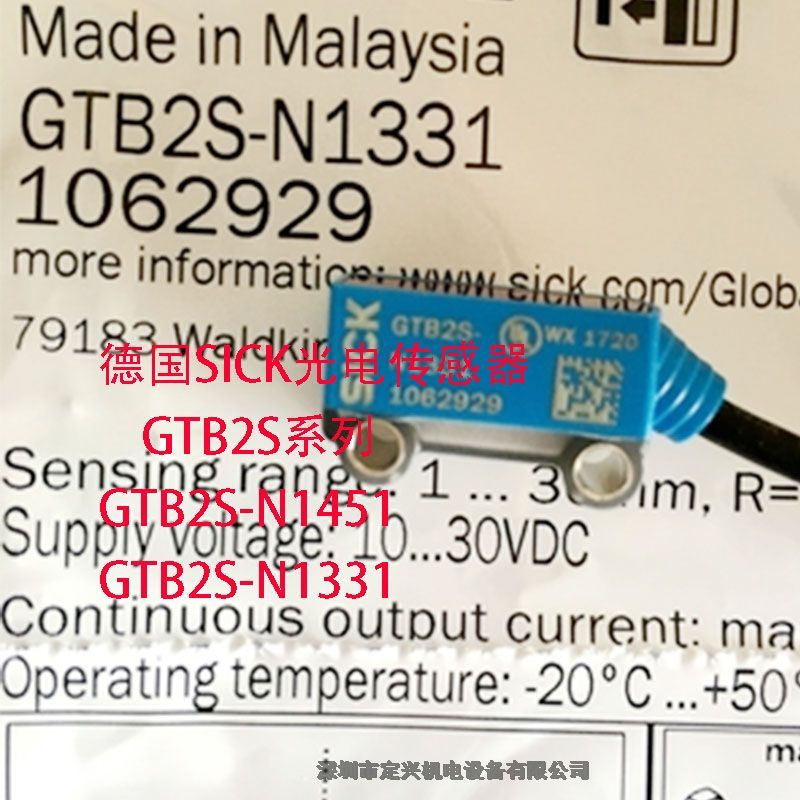 Made in Malaysia
GTB2S-N1331
1062929
more information: www.sick.com/Globa
79183 Waldkir
SICK
GTB2S-
WX 1720
1062929
德国SICK光电传感器
GTB2S系列
Sensing range: 1 ... 3 mm, R=
GTB2S-N1451
Supply voltage: 10...30VDC
GTB2S-N1331
Continuous output current: ma
Operating temperature: -20°C ...+50°
ma
深圳市定兴机电设备有限公司